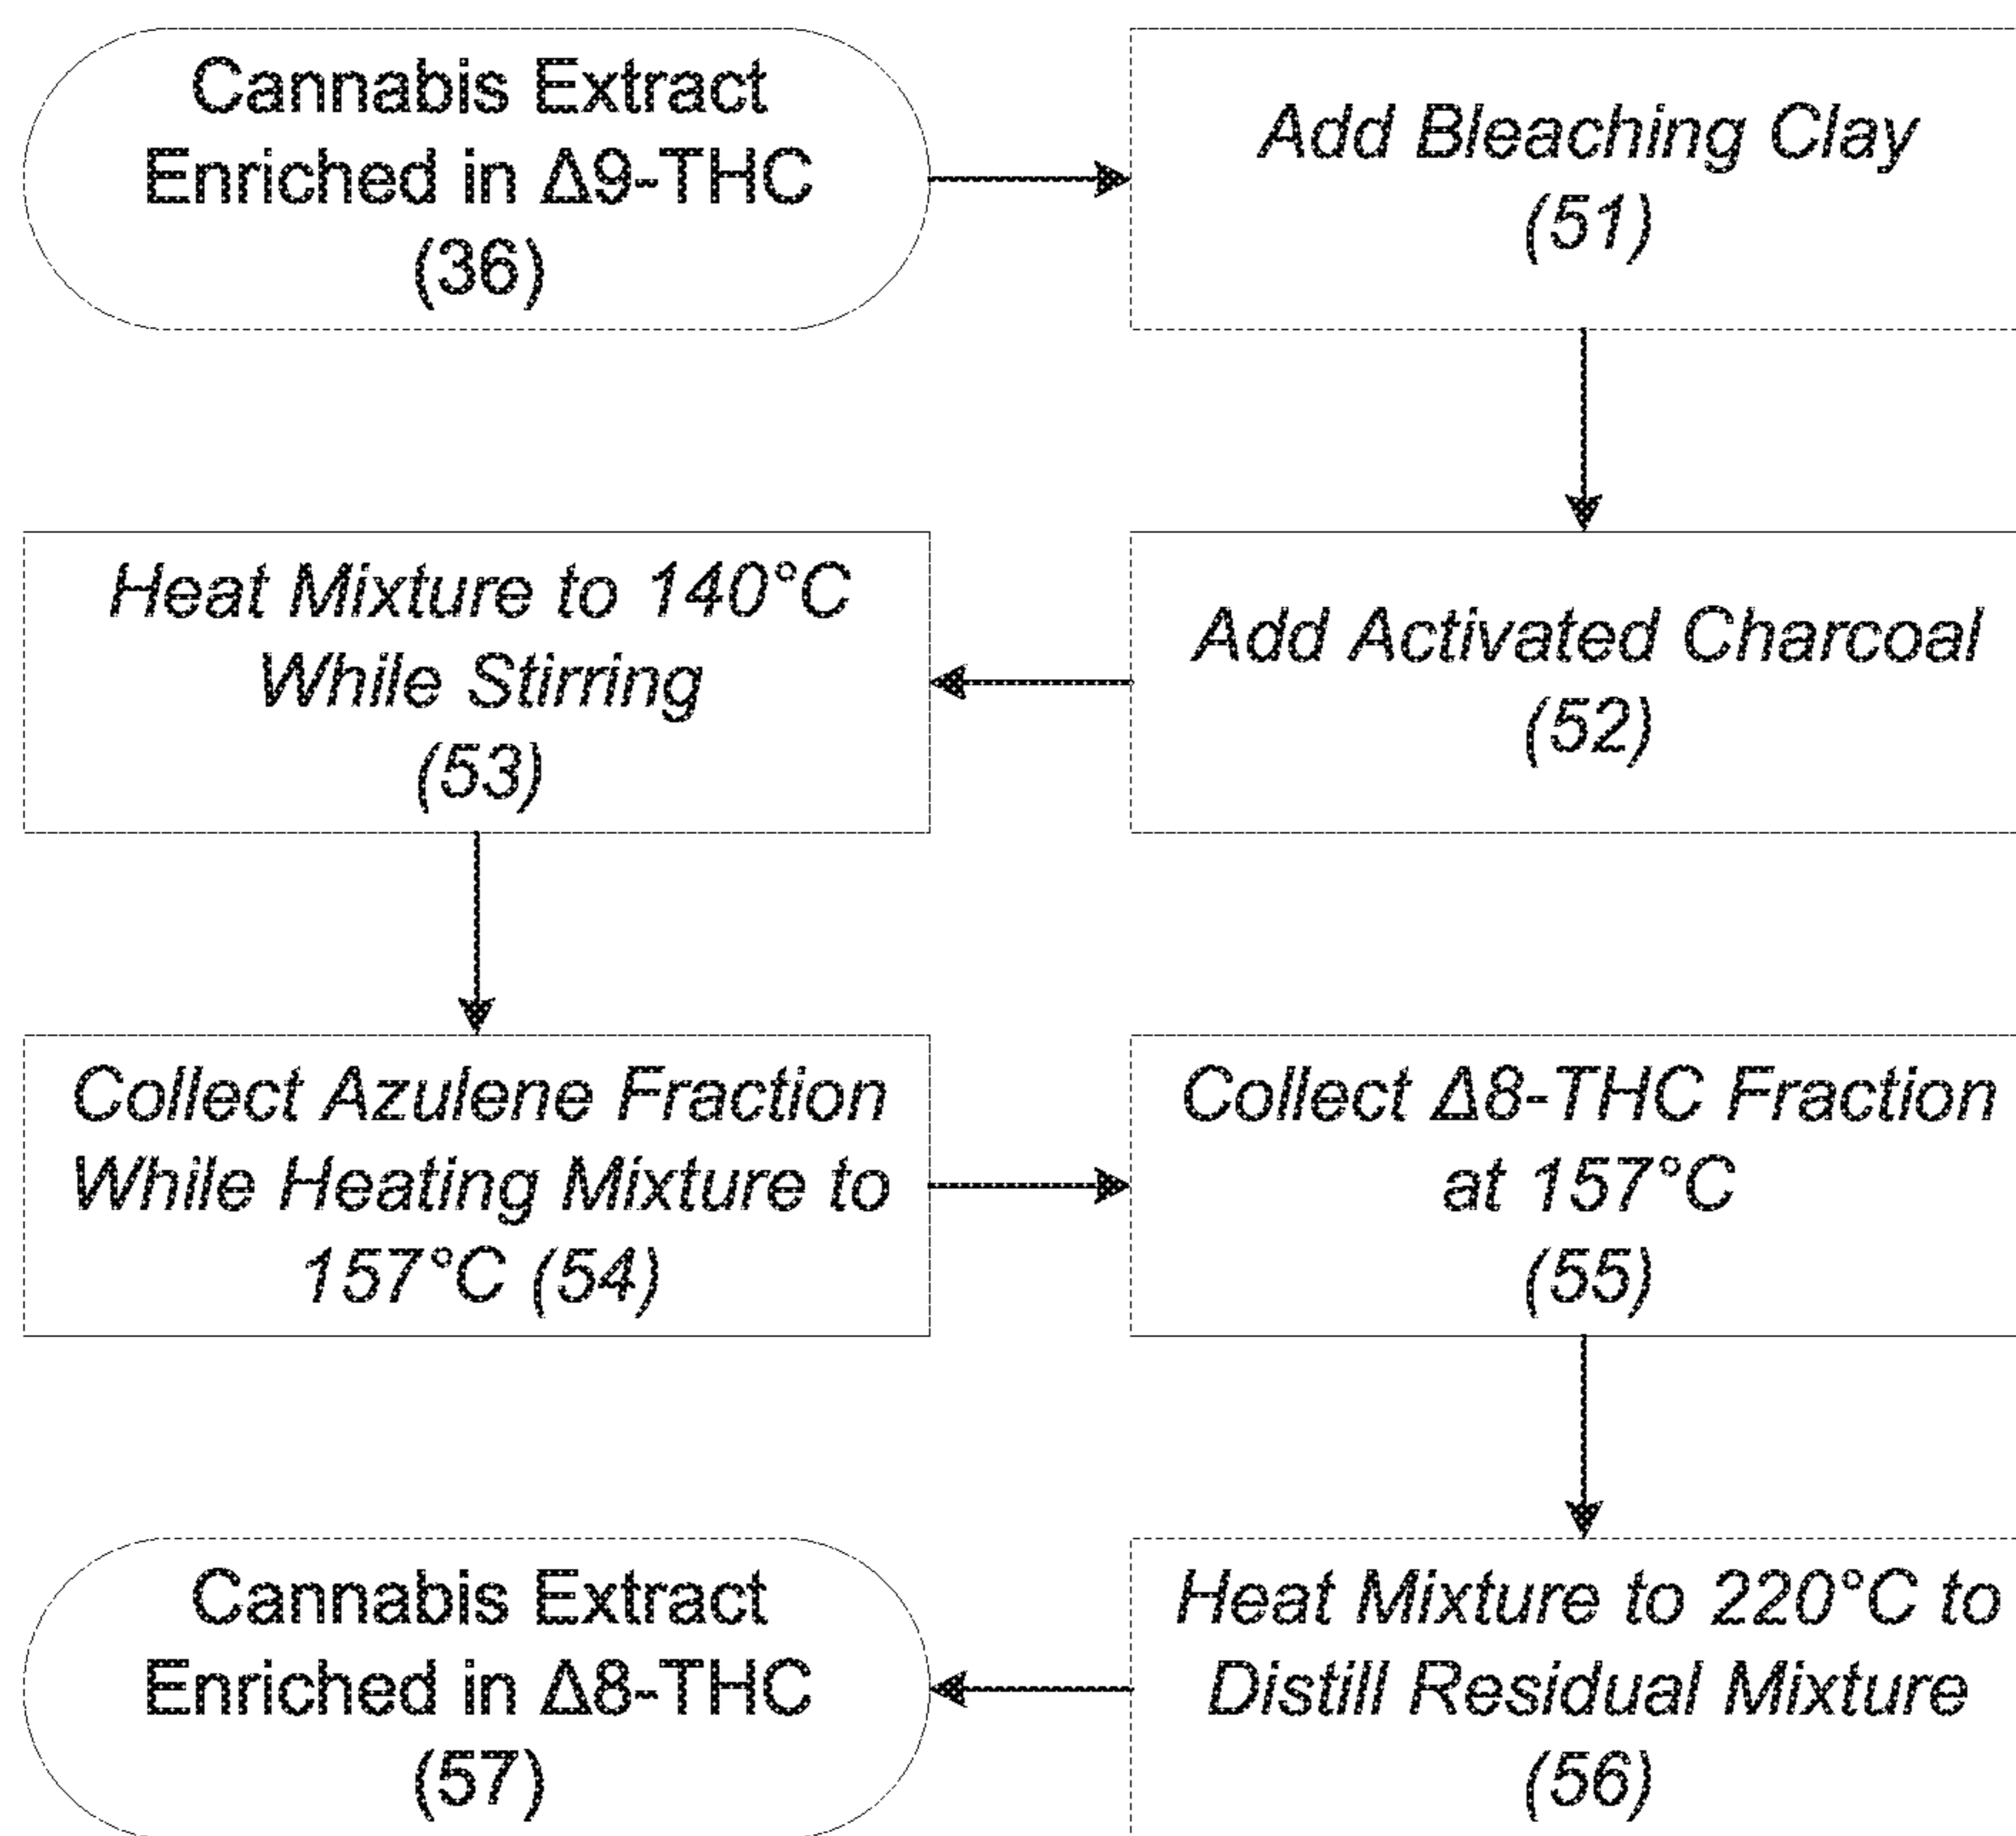 Cannabis Extract
Enriched in Δ9-THC
(36)
Add Bleaching Clay
(51)
Add Activated Charcoal
(52)
Heat Mixture to 140°C
While Stirring
(53)
Collect Azulene Fraction
While Heating Mixture to
157°C (54)
Collect Δ8-THC Fraction
at 157°C
(55)
Heat Mixture to 220°C to
Distill Residual Mixture
(56)
Cannabis Extract
Enriched in Δ8-THC
(57)